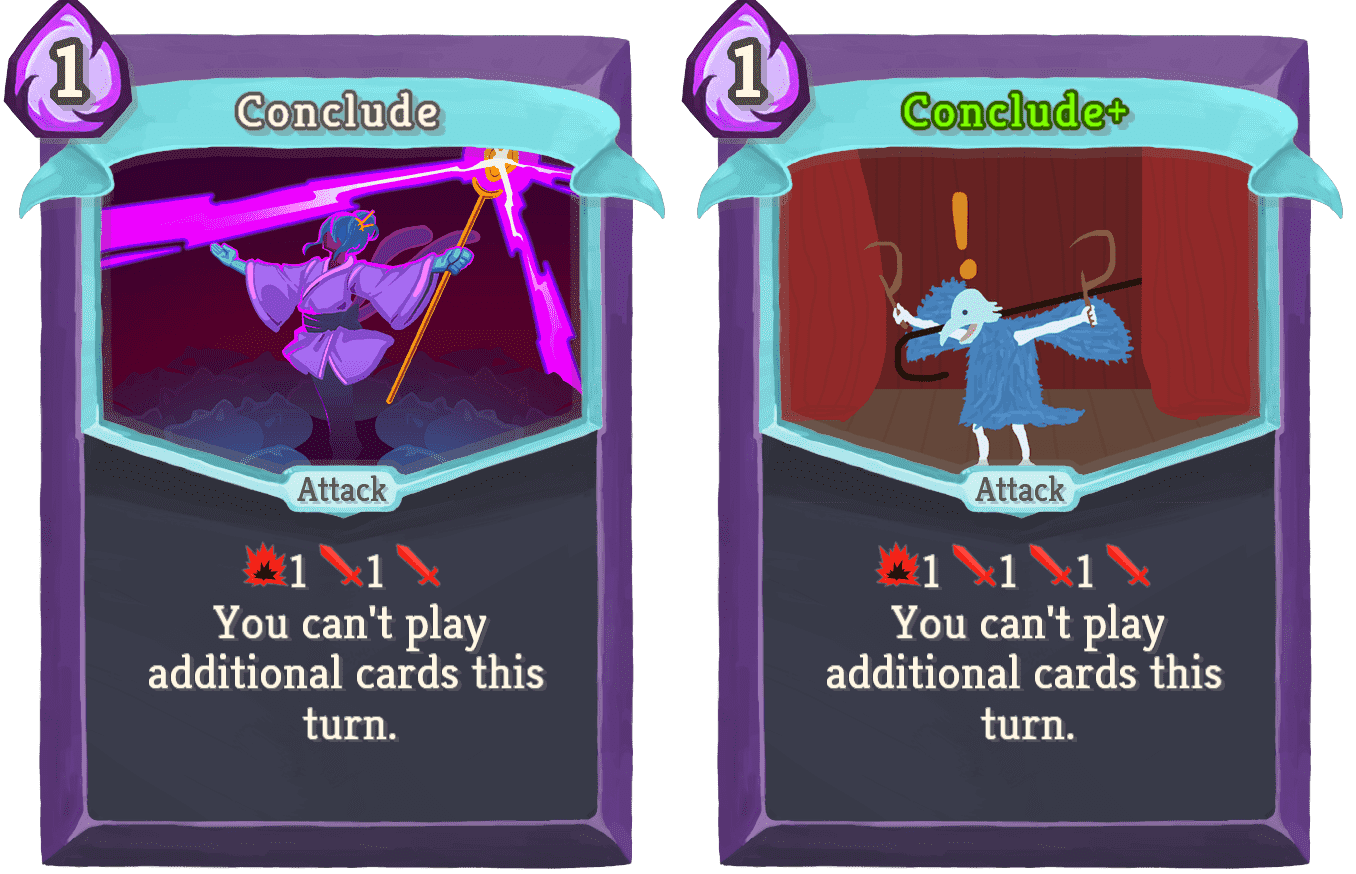 1
Conclude
Attack
1 1
You can't play
additional cards this
turn.
1
Conclude+
!
Attack
1 1 1
You can't play
additional cards this
turn.